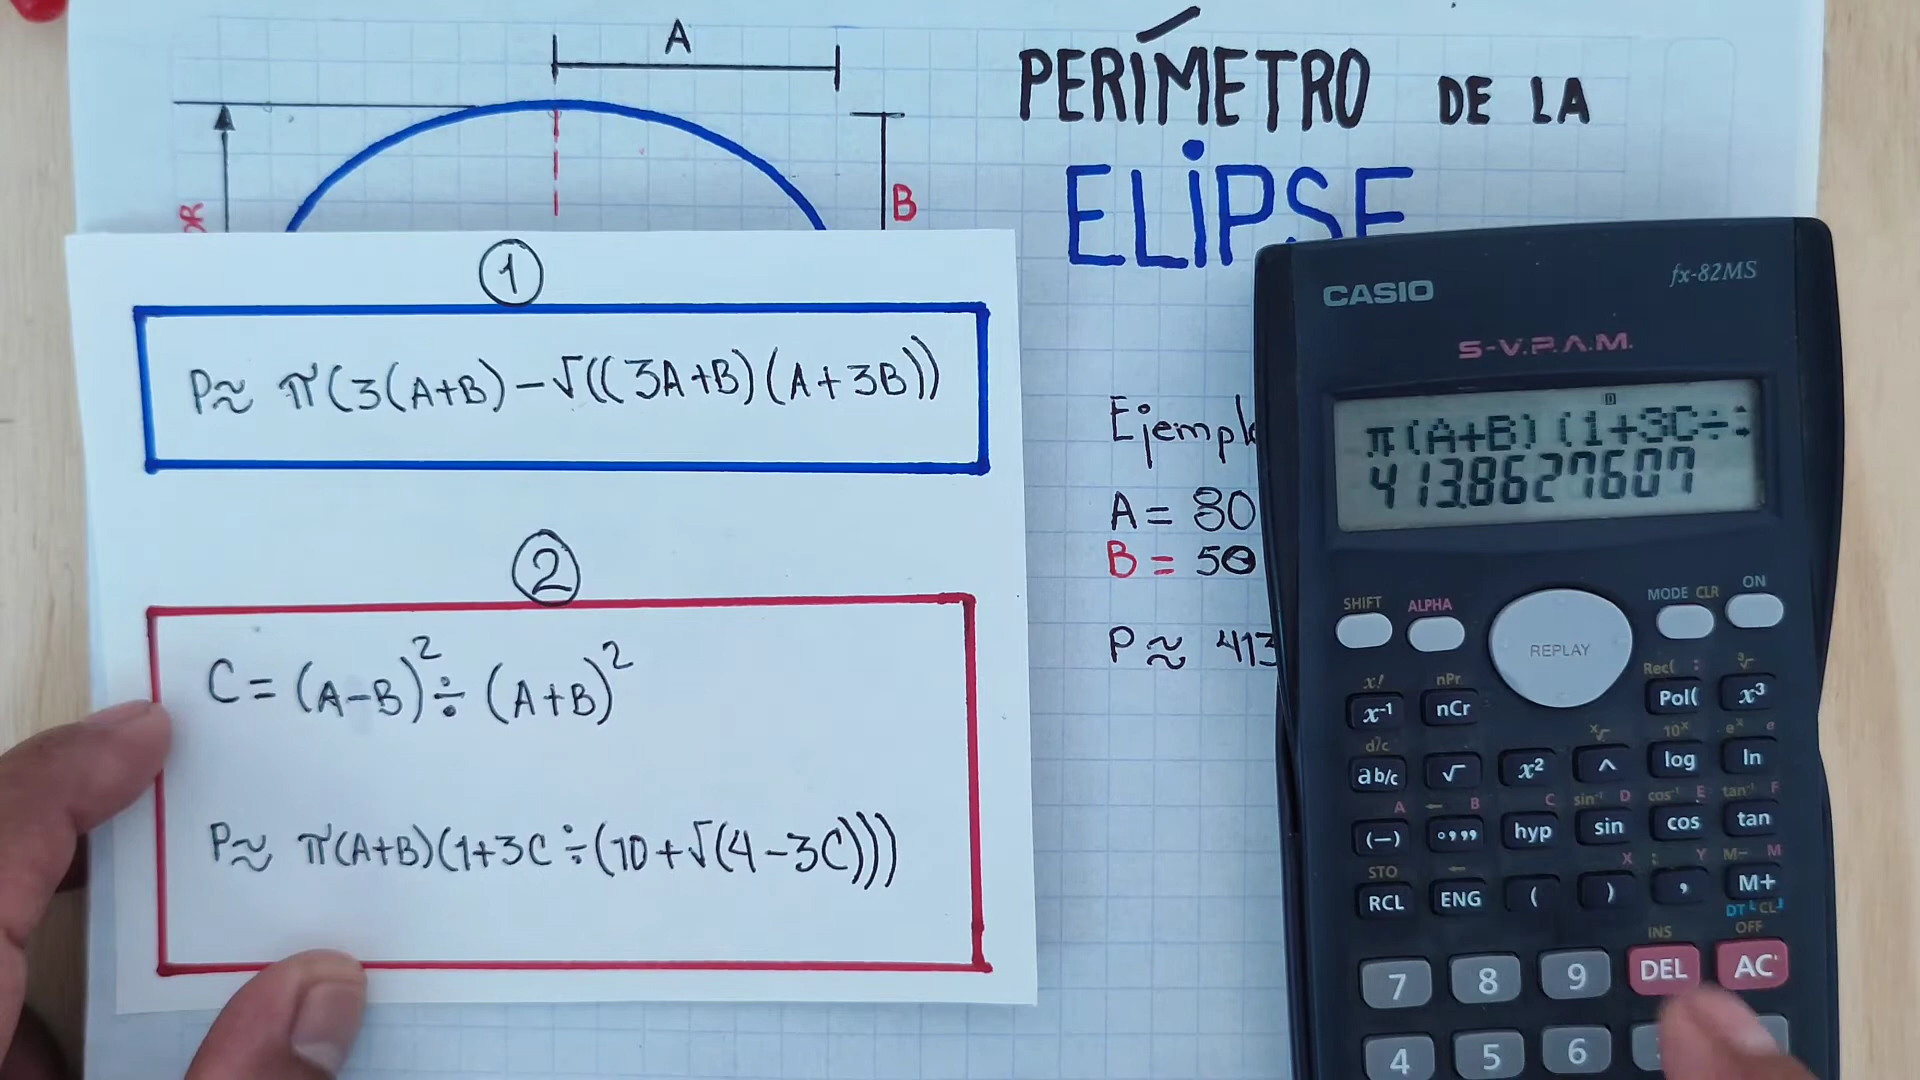 A
PERÍMETRO DE LA
ELIPSE
B
1
P≈ π(3(A+B)-√((3A+B)(A+3B))
2
C=(A-B)²÷(A+B)²
P≈ π(A+B)(1+3C÷(10+√(4-3C)))
A= 80
B= 50
P≈ 413
CASIO
fx-82MS
S-V.P.A.M.
D
π(A+B)(1+3C÷
413.8627607
SHIFT ALPHA MODE CLR ON
REPLAY
x! nPr Rec( : ³√
x⁻¹ nCr Pol( x³
d/c x√ 10ˣ eˣ e
ab/c √ x² ^ log ln
A ← B C sin⁻¹ D cos⁻¹ E tan⁻¹ F
(−) °,,, hyp sin cos tan
STO ← X ; Y M− M
RCL ENG ( ) , M+
DT CL
INS OFF
7 8 9 DEL AC
4 5 6